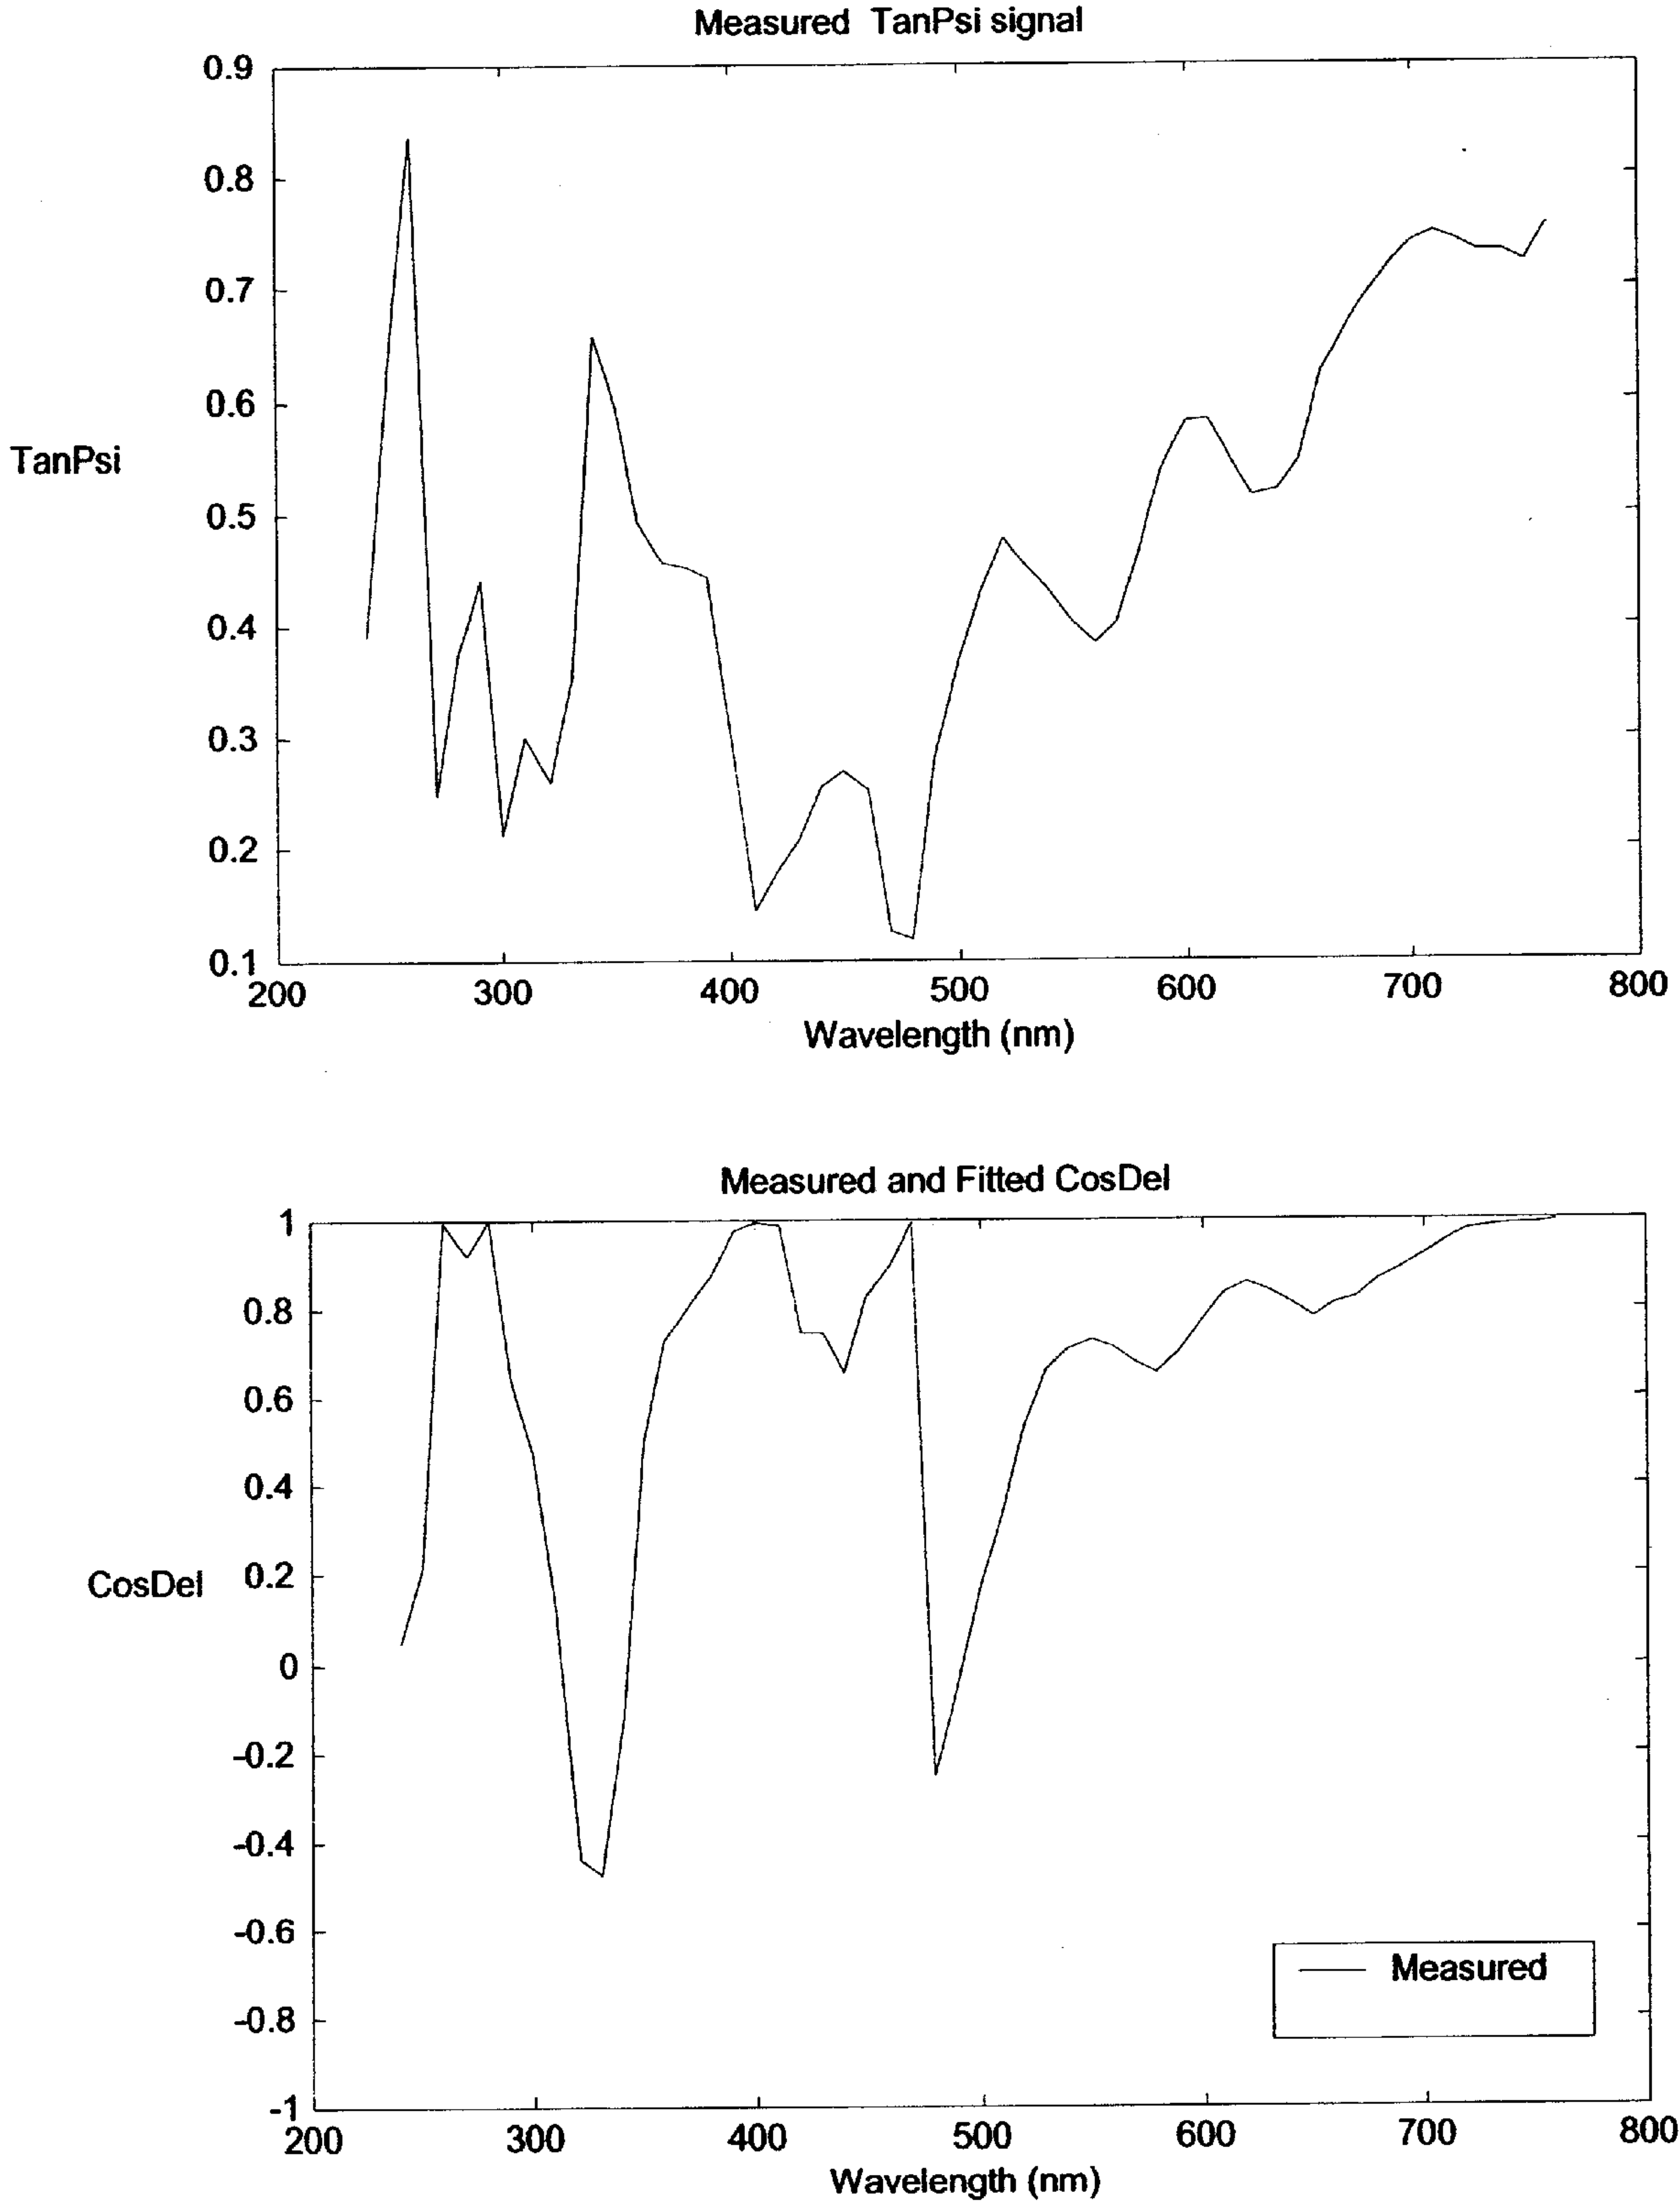 Measured TanPsi signal
0.9
0.8
0.7
0.6
TanPsi
0.5
0.4
0.3
0.2
0.1
200 300 400 500 600 700 800
Wavelength (nm)
Measured and Fitted CosDel
1
0.8
0.6
0.4
CosDel 0.2
0
-0.2
-0.4
-0.6
Measured
-0.8
-1
200 300 400 500 600 700 800
Wavelength (nm)